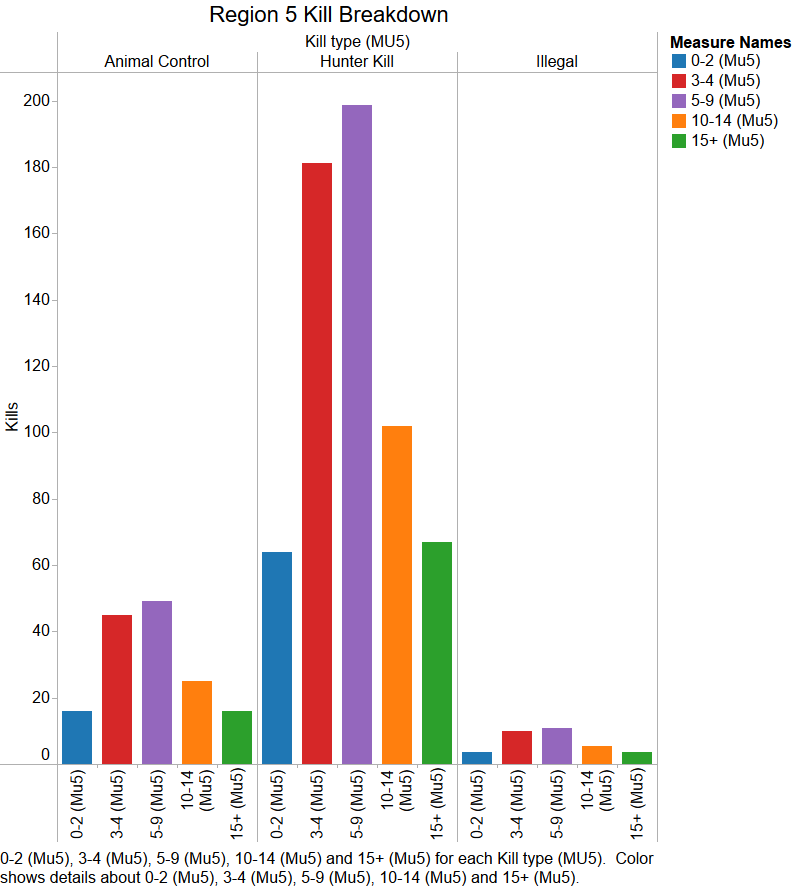 Region 5 Kill Breakdown
Kill type (MU5)
Animal Control
Hunter Kill
Illegal
Measure Names
0-2 (Mu5)
3-4 (Mu5)
5-9 (Mu5)
10-14 (Mu5)
15+ (Mu5)
Kills
200
180
160
140
120
100
80
60
40
20
0
0-2 (Mu5)
3-4 (Mu5)
5-9 (Mu5)
10-14
(Mu5)
15+ (Mu5)
0-2 (Mu5)
3-4 (Mu5)
5-9 (Mu5)
10-14
(Mu5)
15+ (Mu5)
0-2 (Mu5)
3-4 (Mu5)
5-9 (Mu5)
10-14
(Mu5)
15+ (Mu5)
0-2 (Mu5), 3-4 (Mu5), 5-9 (Mu5), 10-14 (Mu5) and 15+ (Mu5) for each Kill type (MU5).  Color
shows details about 0-2 (Mu5), 3-4 (Mu5), 5-9 (Mu5), 10-14 (Mu5) and 15+ (Mu5).